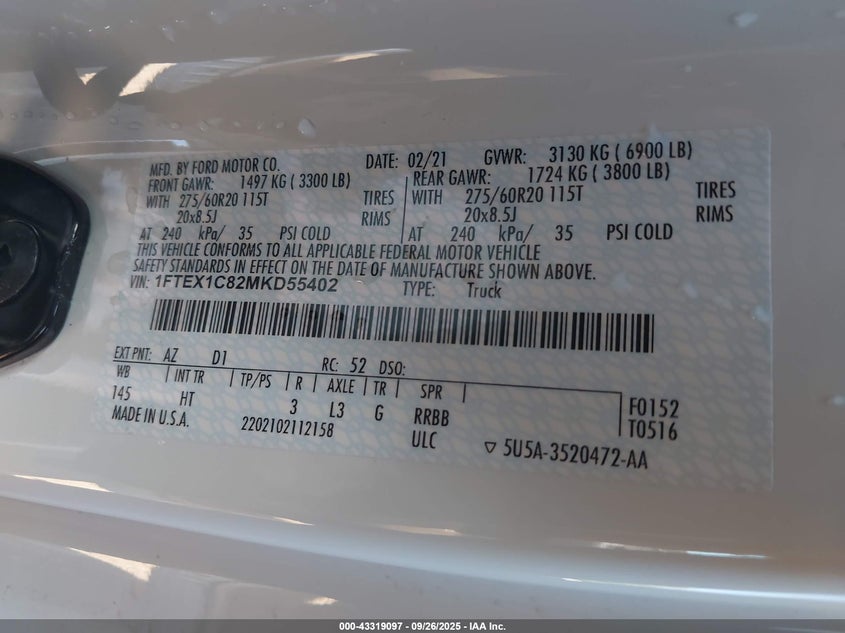 MFD. BY FORD MOTOR CO. DATE: 02/21 GVWR: 3130 KG ( 6900 LB)
FRONT GAWR: 1497 KG ( 3300 LB) REAR GAWR: 1724 KG ( 3800 LB)
WITH 275/60R20 115T TIRES WITH 275/60R20 115T TIRES
20x8.5J RIMS 20x8.5J RIMS
AT 240 kPa/ 35 PSI COLD AT 240 kPa/ 35 PSI COLD
THIS VEHICLE CONFORMS TO ALL APPLICABLE FEDERAL MOTOR VEHICLE
SAFETY STANDARDS IN EFFECT ON THE DATE OF MANUFACTURE SHOWN ABOVE.
VIN: 1FTEX1C82MKD55402 TYPE: Truck
EXT PNT: AZ D1 RC: 52 DSO:
WB INT TR TP/PS R AXLE TR SPR
145 HT 3 L3 G RRBB F0152
MADE IN U.S.A. 2202102112158 ULC T0516
▽ 5U5A-3520472-AA
000-43319097 - 09/26/2025 - IAA Inc.